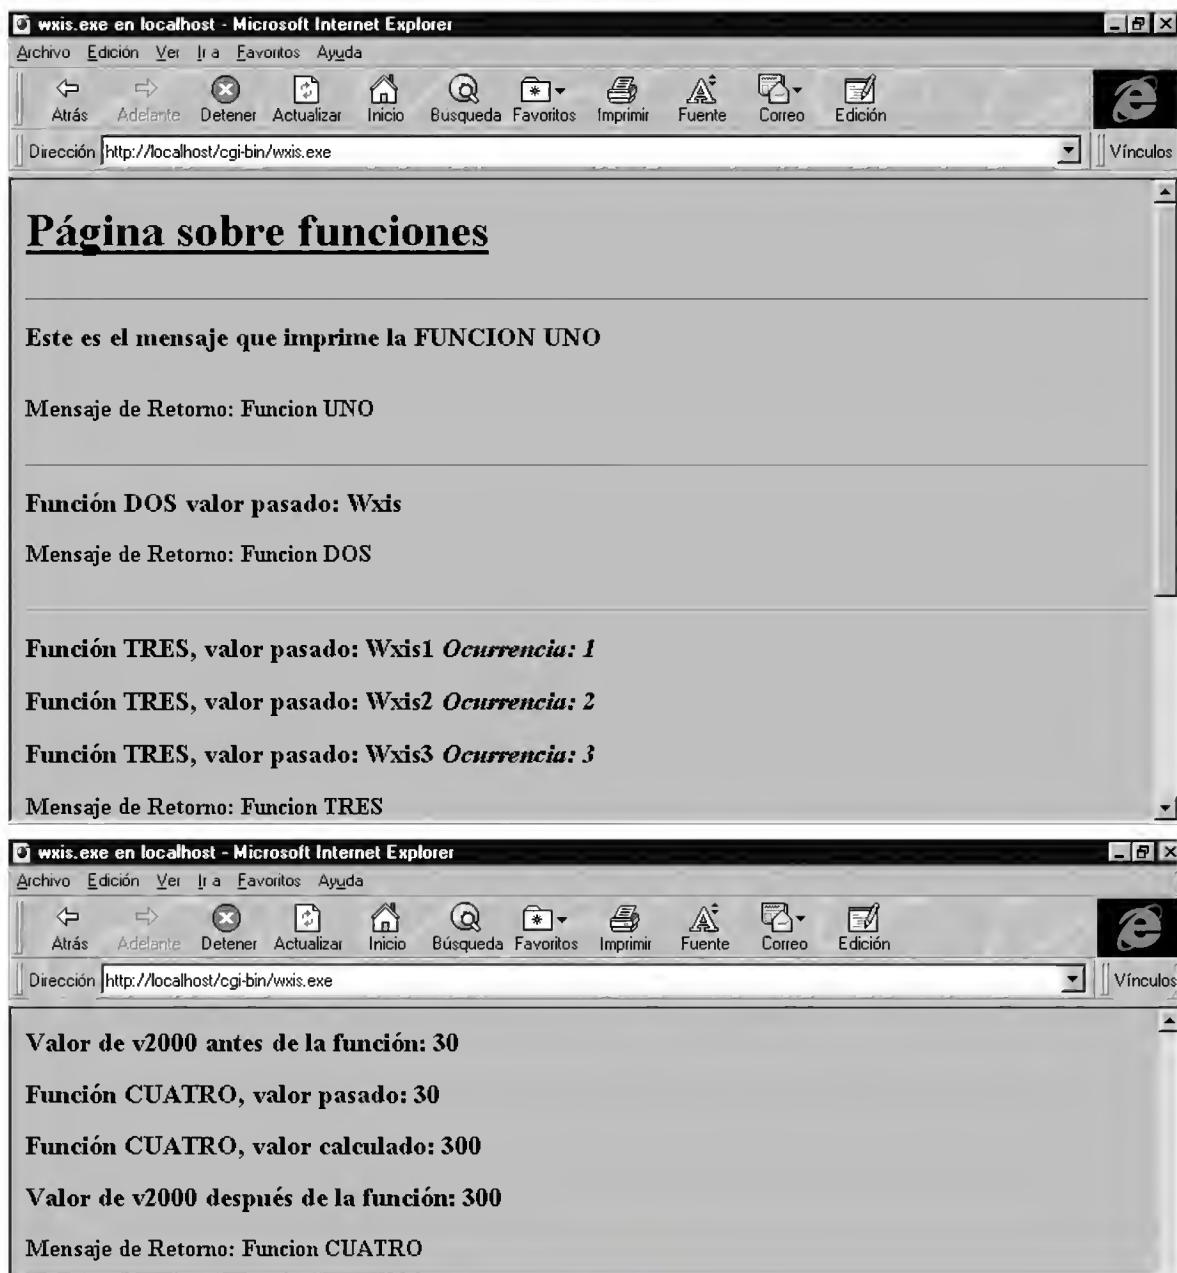 wxis.exe en localhost - Microsoft Internet Explorer
Archivo Edición Ver Ir a Favoritos Ayuda
Atrás Adelante Detener Actualizar Inicio Busqueda Favoritos Imprimir Fuente Correo Edición
Dirección http://localhost/cgi-bin/wxis.exe Vínculos
Página sobre funciones
Este es el mensaje que imprime la FUNCION UNO
Mensaje de Retorno: Funcion UNO
Función DOS valor pasado: Wxis
Mensaje de Retorno: Funcion DOS
Función TRES, valor pasado: Wxis1 Ocurrencia: 1
Función TRES, valor pasado: Wxis2 Ocurrencia: 2
Función TRES, valor pasado: Wxis3 Ocurrencia: 3
Mensaje de Retorno: Funcion TRES
wxis.exe en localhost - Microsoft Internet Explorer
Archivo Edición Ver Ir a Favoritos Ayuda
Atrás Adelante Detener Actualizar Inicio Búsqueda Favoritos Imprimir Fuente Correo Edición
Dirección http://localhost/cgi-bin/wxis.exe Vínculos
Valor de v2000 antes de la función: 30
Función CUATRO, valor pasado: 30
Función CUATRO, valor calculado: 300
Valor de v2000 después de la función: 300
Mensaje de Retorno: Funcion CUATRO